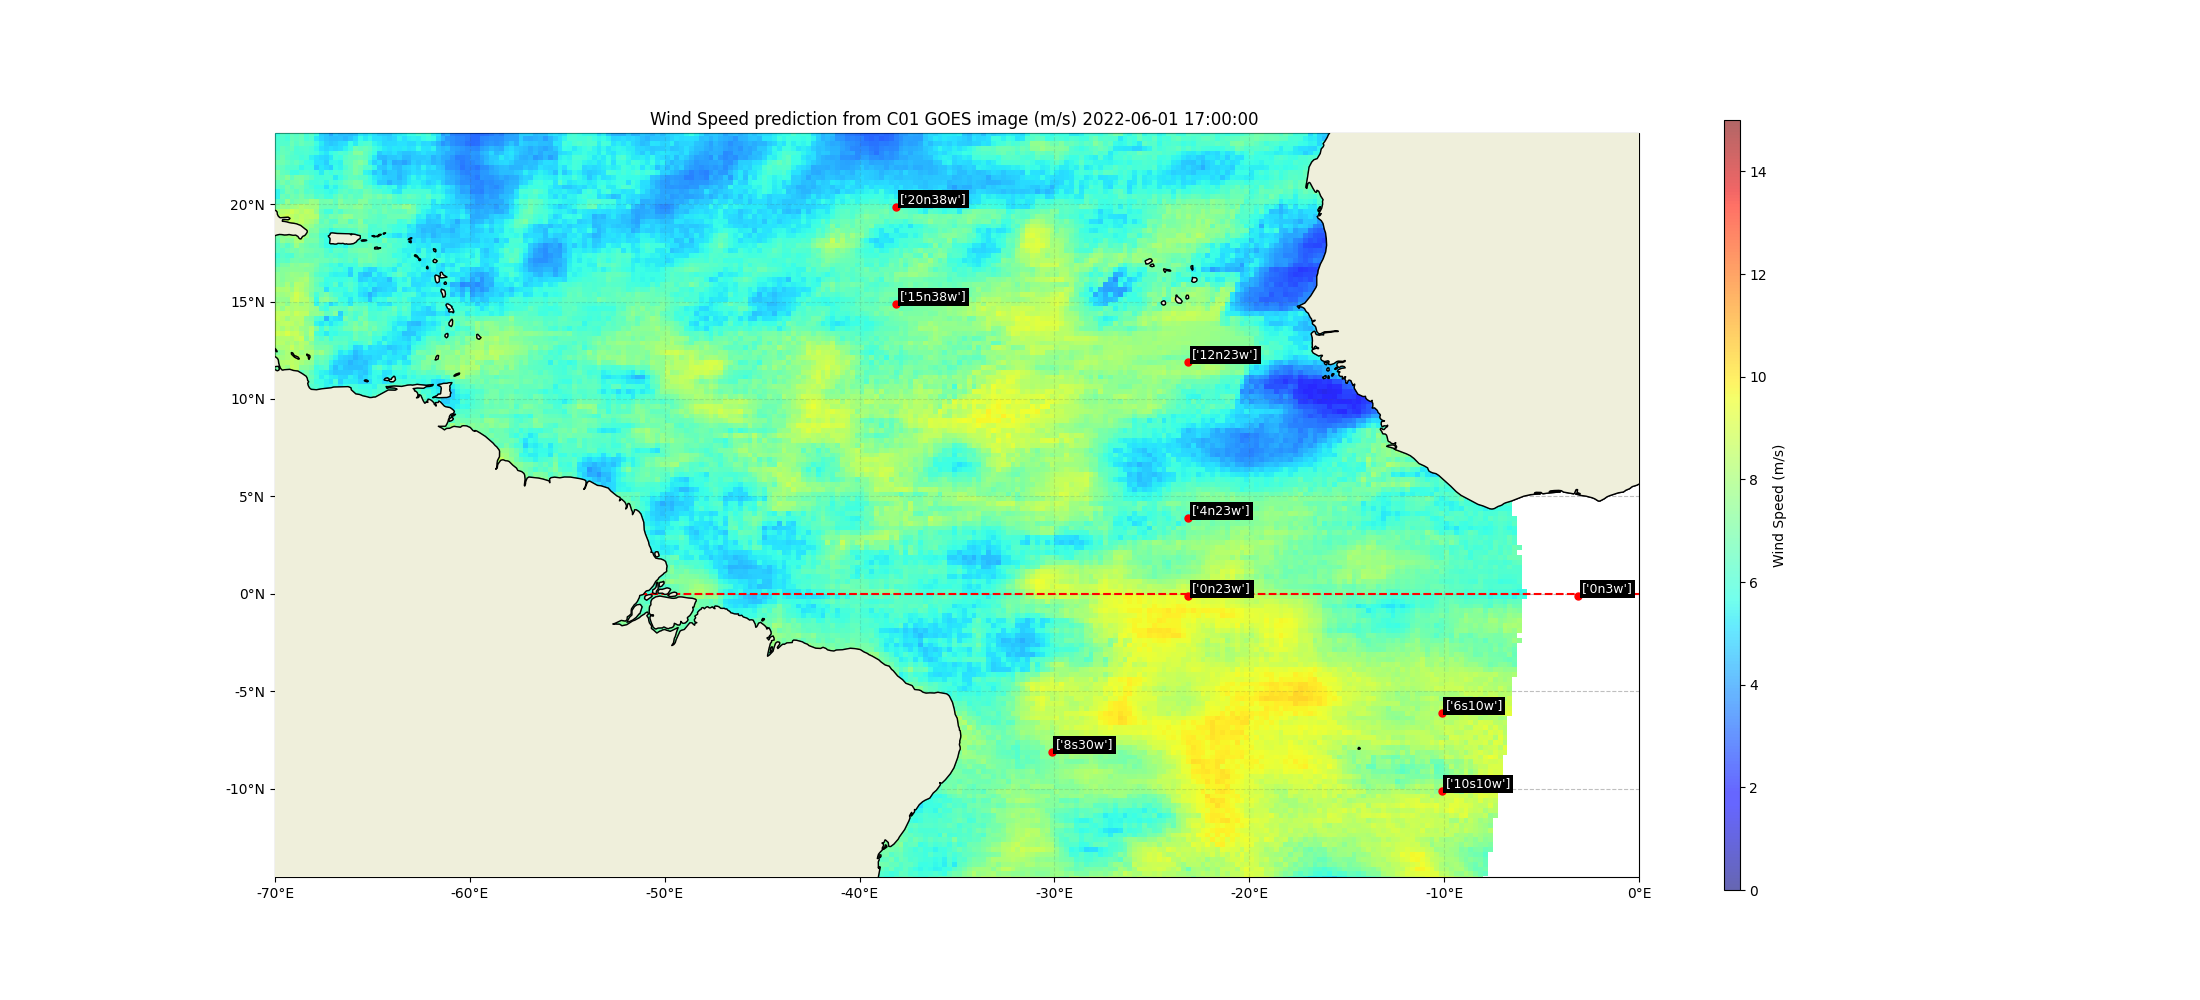 Wind Speed prediction from C01 GOES image (m/s) 2022-06-01 17:00:00
20°N
15°N
10°N
5°N
0°N
-5°N
-10°N
-70°E
-60°E
-50°E
-40°E
-30°E
-20°E
-10°E
0°E
['20n38w']
['15n38w']
['12n23w']
['4n23w']
['0n23w']
['0n3w']
['6s10w']
['8s30w']
['10s10w']
14
12
10
8
6
4
2
0
Wind Speed (m/s)